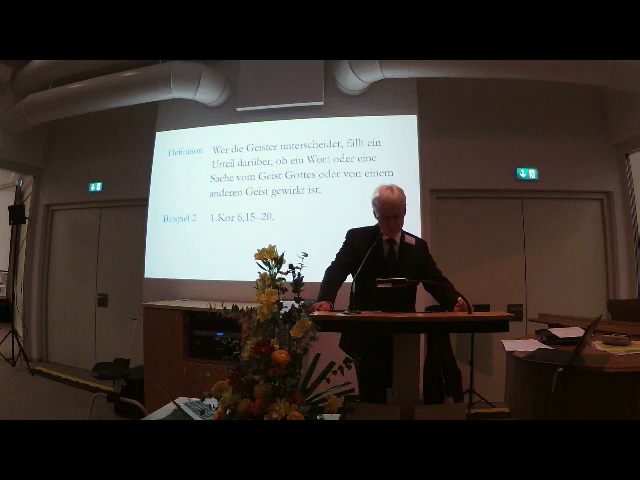 Definition Wer die Geister unterscheidet, fällt ein
Urteil darüber, ob ein Wort oder eine
Sache vom Geist Gottes oder von einem
anderen Geist gewirkt ist.
Beispiel 2 1.Kor 6,15–20.